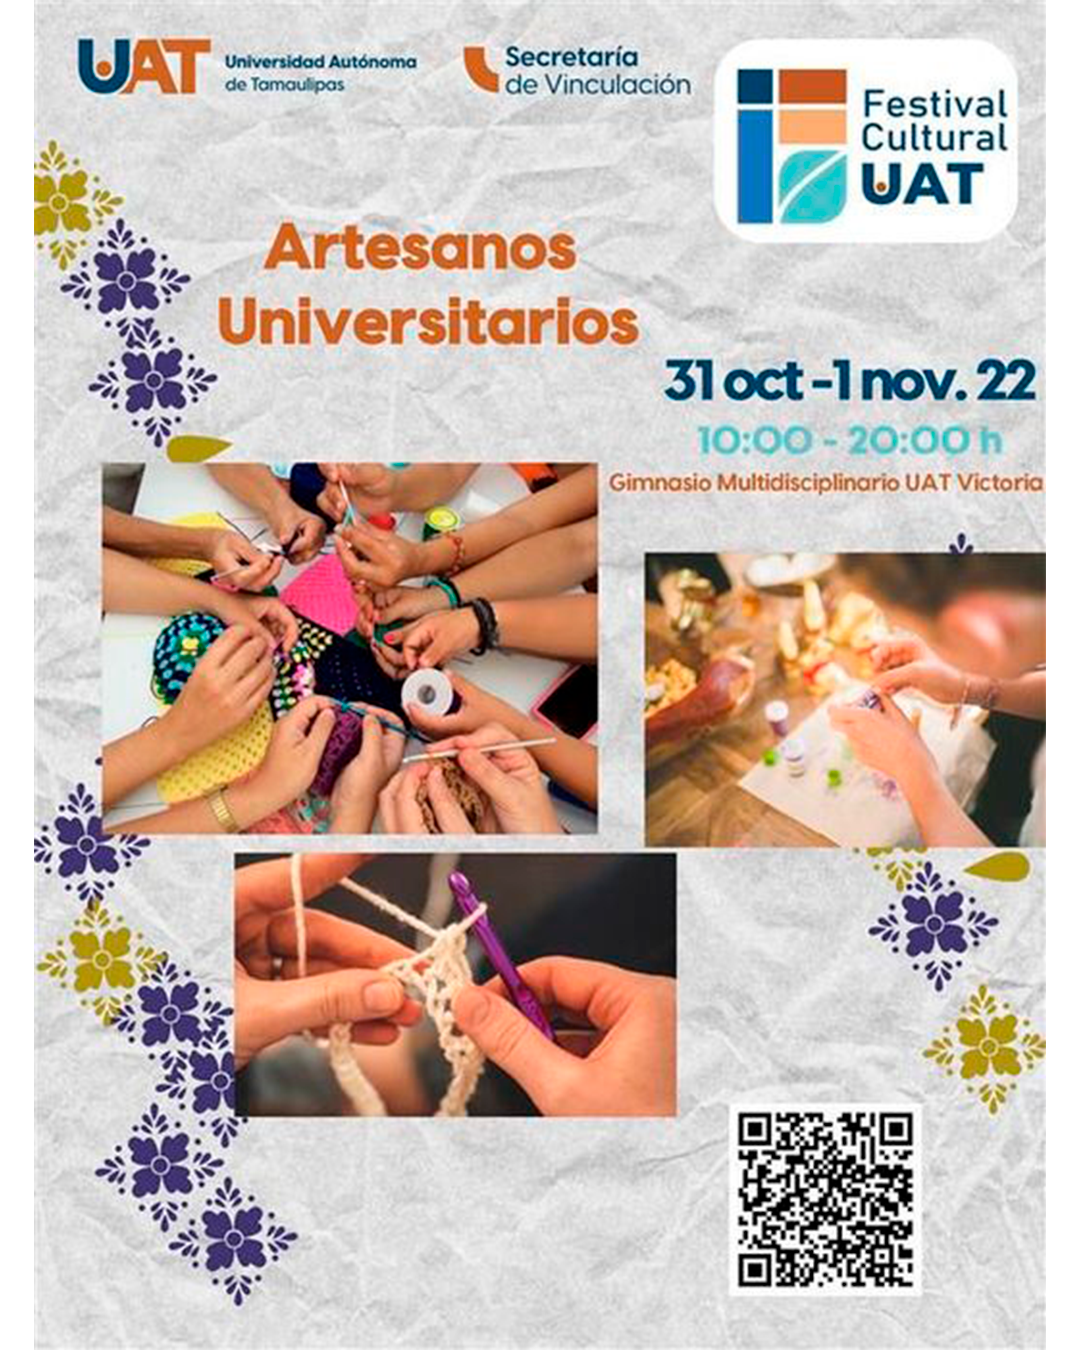 UAT
Universidad Autónoma
de Tamaulipas
Secretaría
de Vinculación
Festival
Cultural
UAT
Artesanos
Universitarios
31 oct -1 nov. 22
10:00 - 20:00 h
Gimnasio Multidisciplinario UAT Victoria